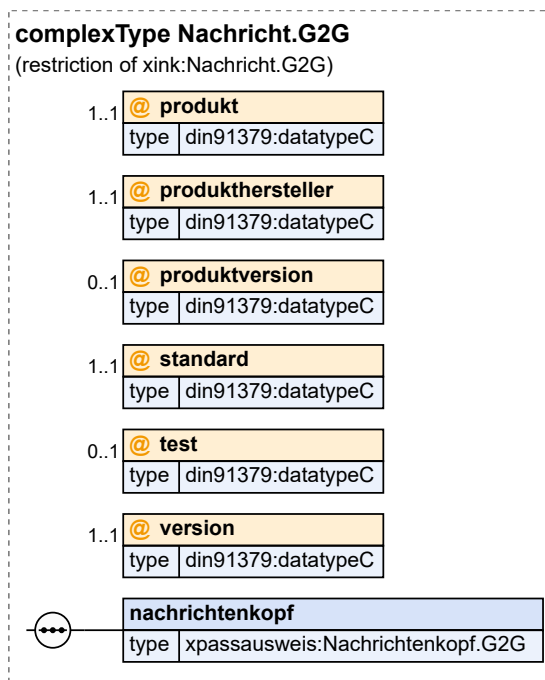 complexType Nachricht.G2G
(restriction of xink:Nachricht.G2G)
1..1 @ produkt
type din91379:datatypeC
1..1 @ produkthersteller
type din91379:datatypeC
0..1 @ produktversion
type din91379:datatypeC
1..1 @ standard
type din91379:datatypeC
0..1 @ test
type din91379:datatypeC
1..1 @ version
type din91379:datatypeC
nachrichtenkopf
type xpassausweis:Nachrichtenkopf.G2G